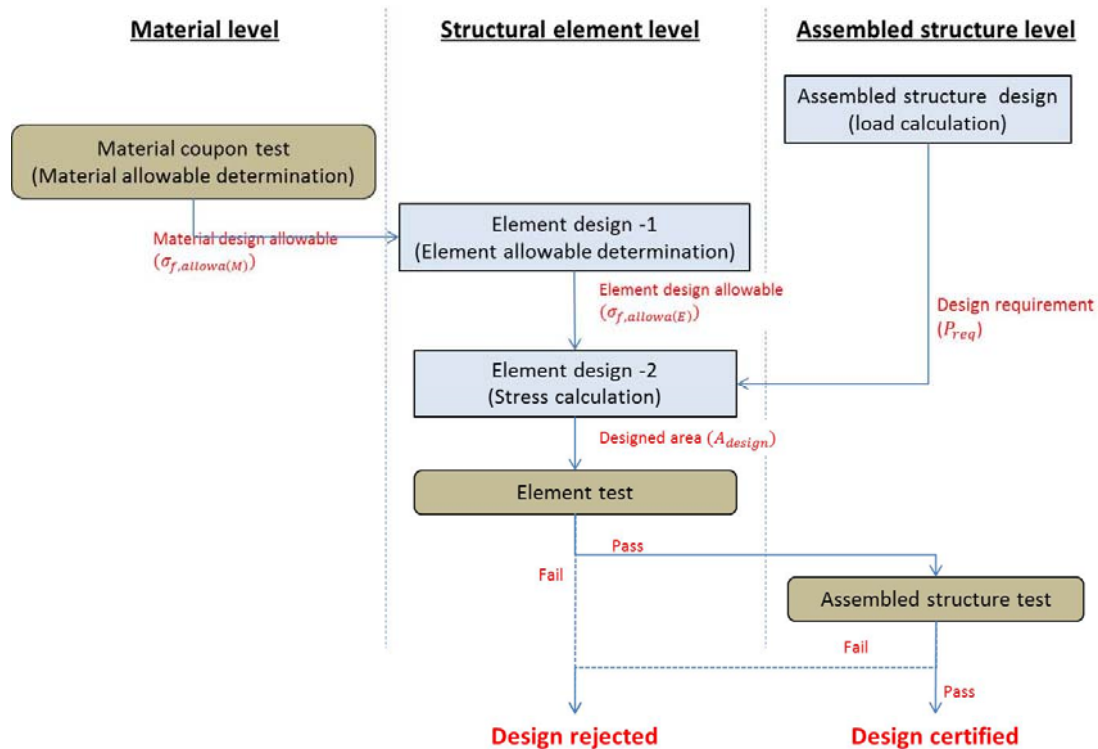 Material level
Structural element level
Assembled structure level
Assembled structure design
(load calculation)
Material coupon test
(Material allowable determination)
Material design allowable
(σf,allowa(M))
Element design -1
(Element allowable determination)
Element design allowable
(σf,allowa(E))
Design requirement
(Preq)
Element design -2
(Stress calculation)
Designed area (Adesign)
Element test
Pass
Fail
Assembled structure test
Fail
Pass
Design rejected
Design certified